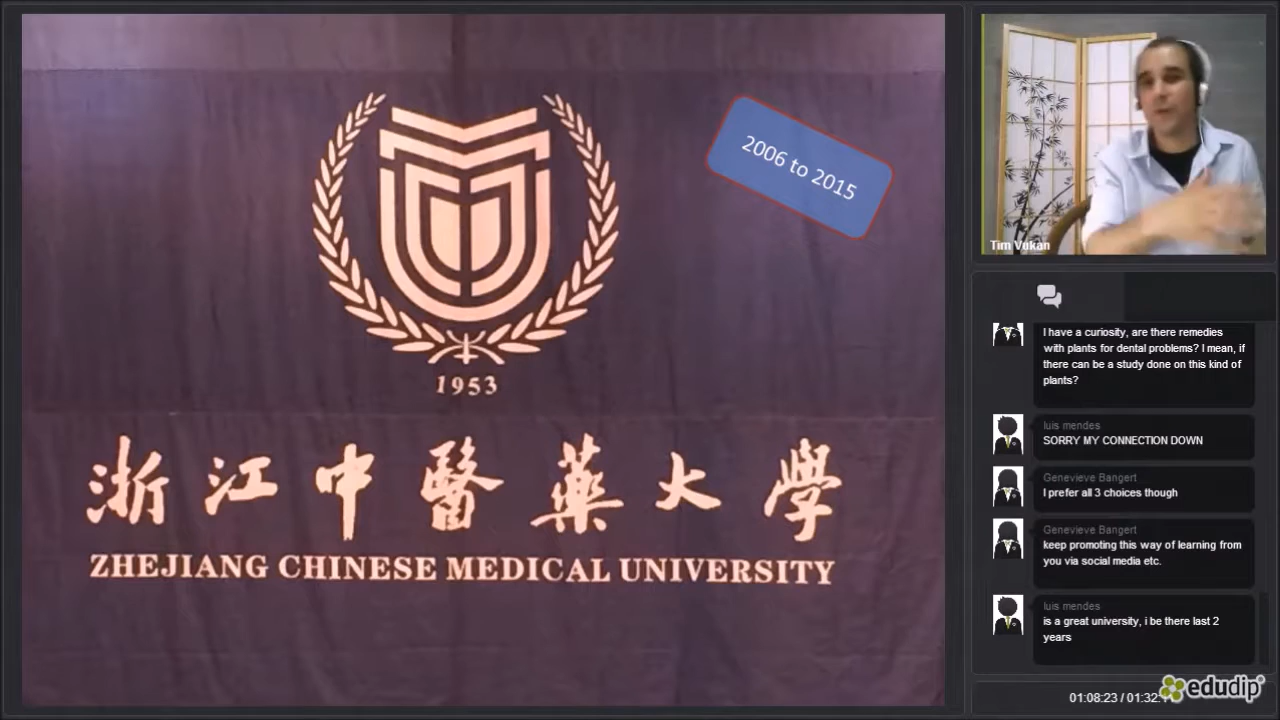 1953
浙江中醫藥大學
ZHEJIANG CHINESE MEDICAL UNIVERSITY
2006 to 2015
Tim Vukan
I have a curiosity, are there remedies
with plants for dental problems? I mean, if
there can be a study done on this kind of
plants?
luis mendes
SORRY MY CONNECTION DOWN
Genevieve Bangert
I prefer all 3 choices though
Genevieve Bangert
keep promoting this way of learning from
you via social media etc.
luis mendes
is a great university, i be there last 2
years
01:08:23 / 01:32:
edudip